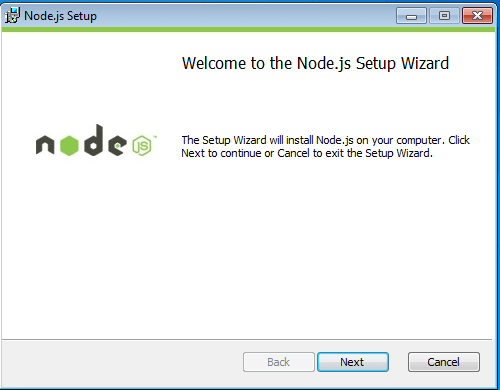 Node.js Setup
Welcome to the Node.js Setup Wizard
node JS™
The Setup Wizard will install Node.js on your computer. Click
Next to continue or Cancel to exit the Setup Wizard.
Back
Next
Cancel